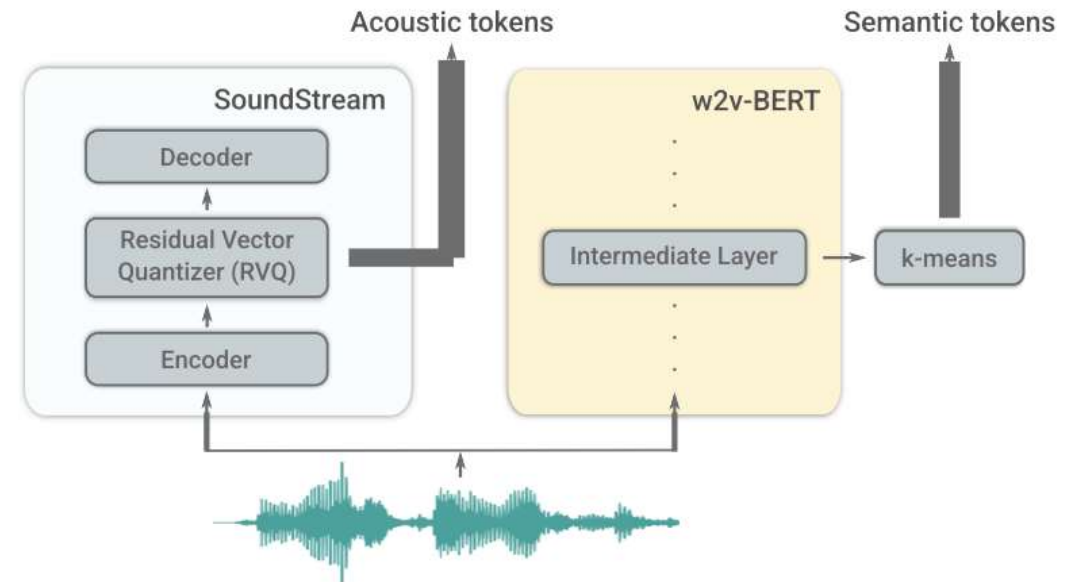 Acoustic tokens
Semantic tokens
SoundStream
w2v-BERT
Decoder
Residual Vector
Quantizer (RVQ)
Intermediate Layer
k-means
Encoder